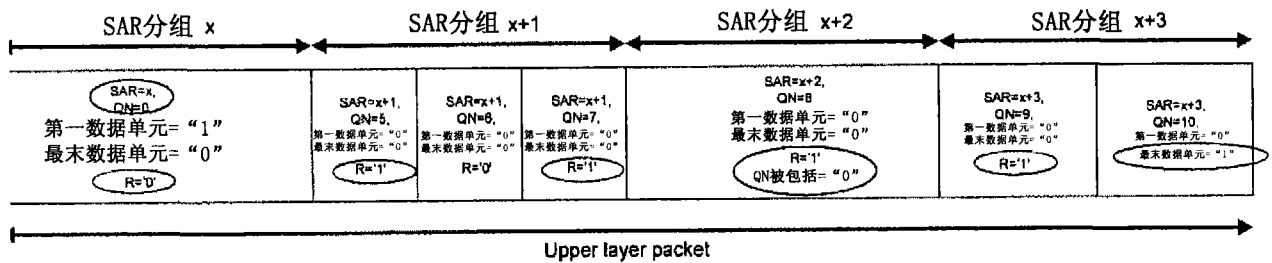 SAR分组 x
SAR分组 x+1
SAR分组 x+2
SAR分组 x+3
SAR=x,
QN=0,
第一数据单元=“1”
最末数据单元=“0”
R='0'
SAR=x+1,
QN=5,
第一数据单元=“0”
最末数据单元=“0”
R='1'
SAR=x+1,
QN=6,
第一数据单元=“0”
最末数据单元=“0”
R='0'
SAR=x+1,
QN=7,
第一数据单元=“0”
最末数据单元=“0”
R='1'
SAR=x+2,
QN=8
第一数据单元=“0”
最末数据单元=“0”
R='1'
QN被包括=“0”
SAR=x+3,
QN=9,
第一数据单元=“0”
最末数据单元=“0”
R='1'
SAR=x+3,
QN=10,
第一数据单元=“0”
最末数据单元=“1”
Upper layer packet